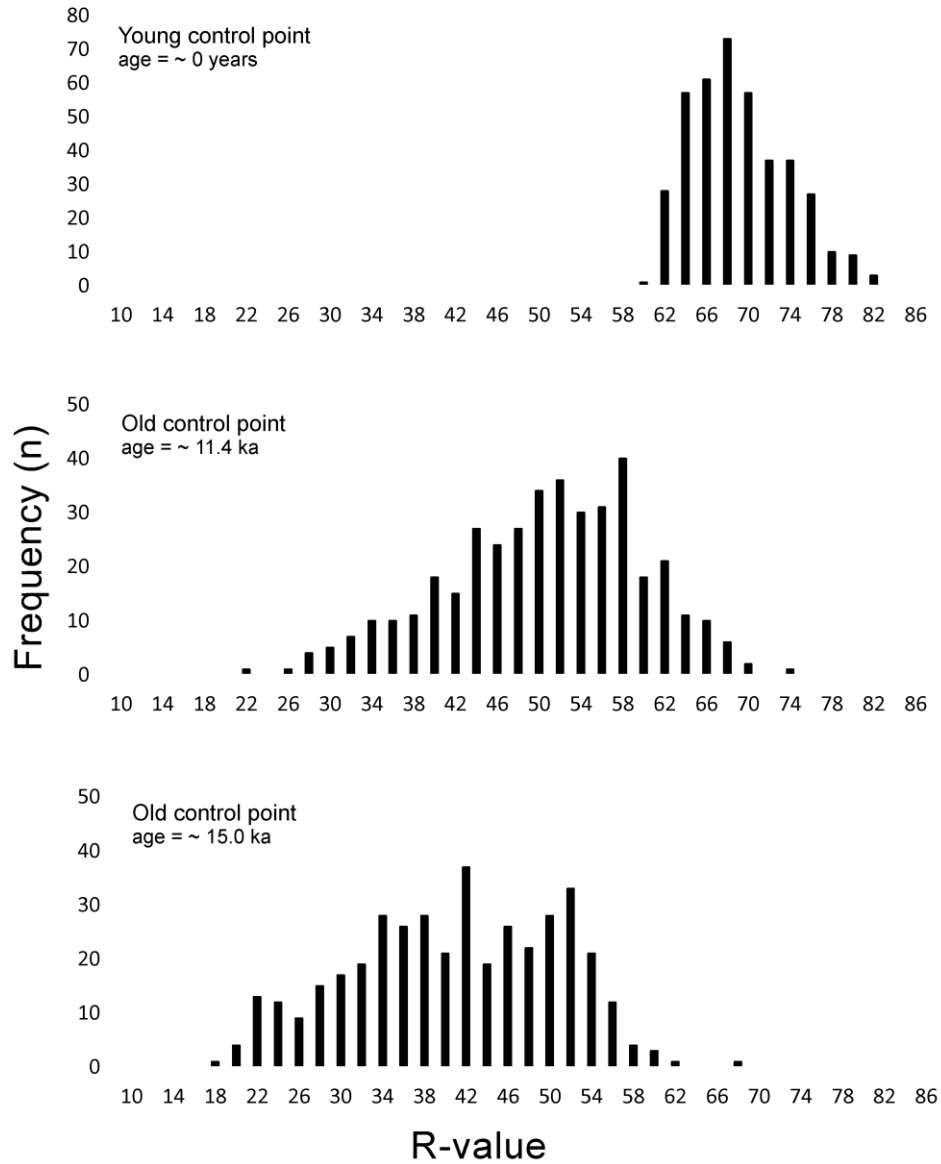 80
Young control point
70
age = ~ 0 years
60
50
40
30
20
10
0
10 14 18 22 26 30 34 38 42 46 50 54 58 62 66 70 74 78 82 86
50
Old control point
age = ~ 11.4 ka
40
30
20
10
0
10 14 18 22 26 30 34 38 42 46 50 54 58 62 66 70 74 78 82 86
Frequency (n)
50
Old control point
age = ~ 15.0 ka
40
30
20
10
0
10 14 18 22 26 30 34 38 42 46 50 54 58 62 66 70 74 78 82 86
R-value